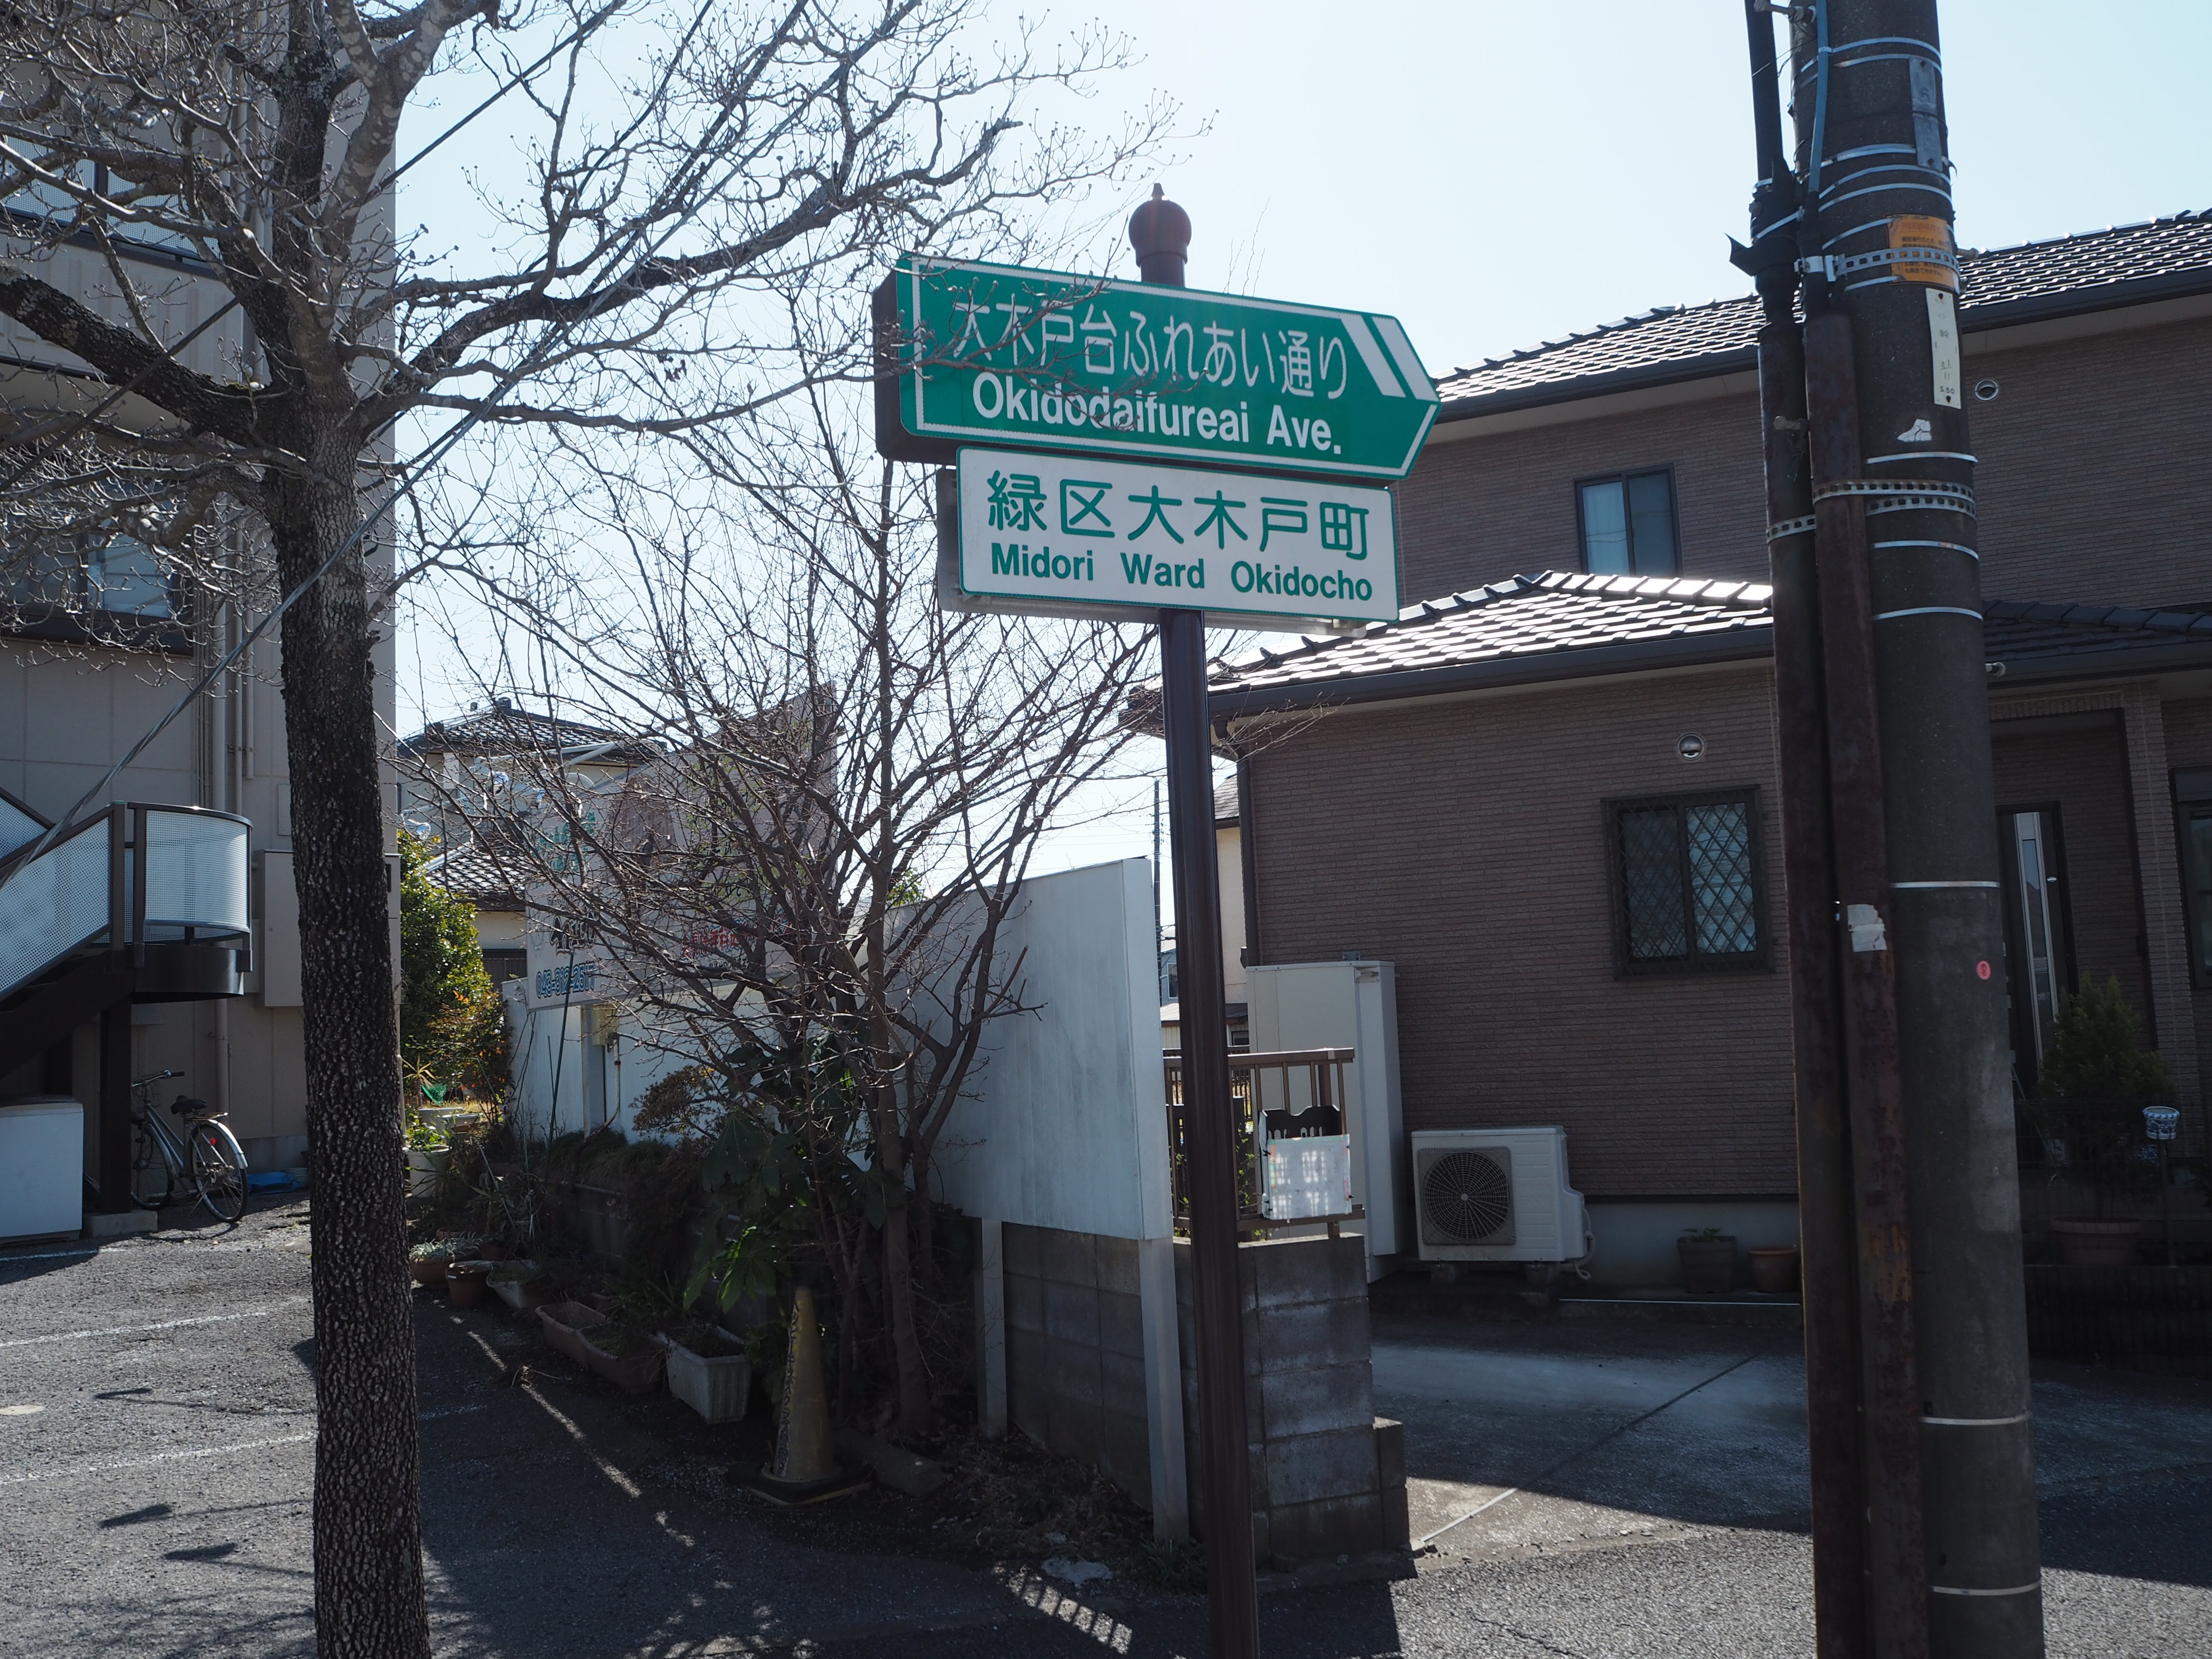 大木戸台ふれあい通り
Okidodaifureai Ave.
緑区大木戸町
Midori Ward Okidocho